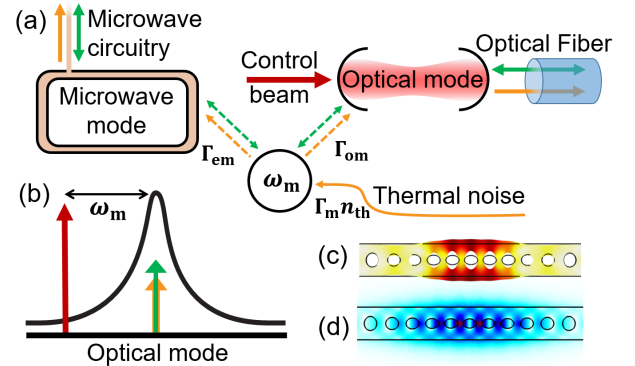 (a)
Microwave
circuitry
Microwave
mode
Control
beam
Optical mode
Optical Fiber
Γem
Γom
ωm
Thermal noise
Γm nth
(b)
ωm
Optical mode
(c)
(d)